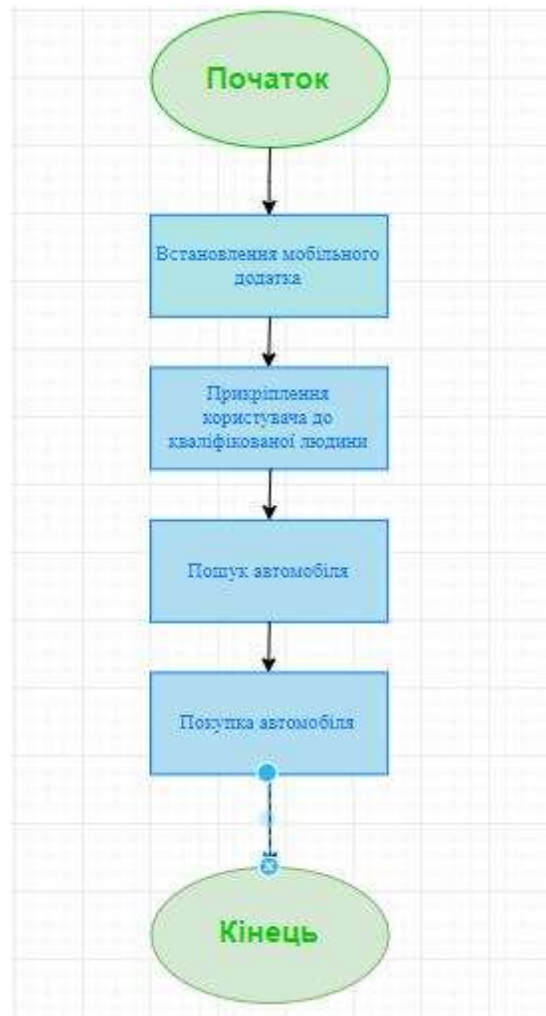 Початок
Встановлення мобільного
додатка
Прикріплення
користувача до
кваліфікованої людини
Пошук автомобіля
Покупка автомобіля
Кінець